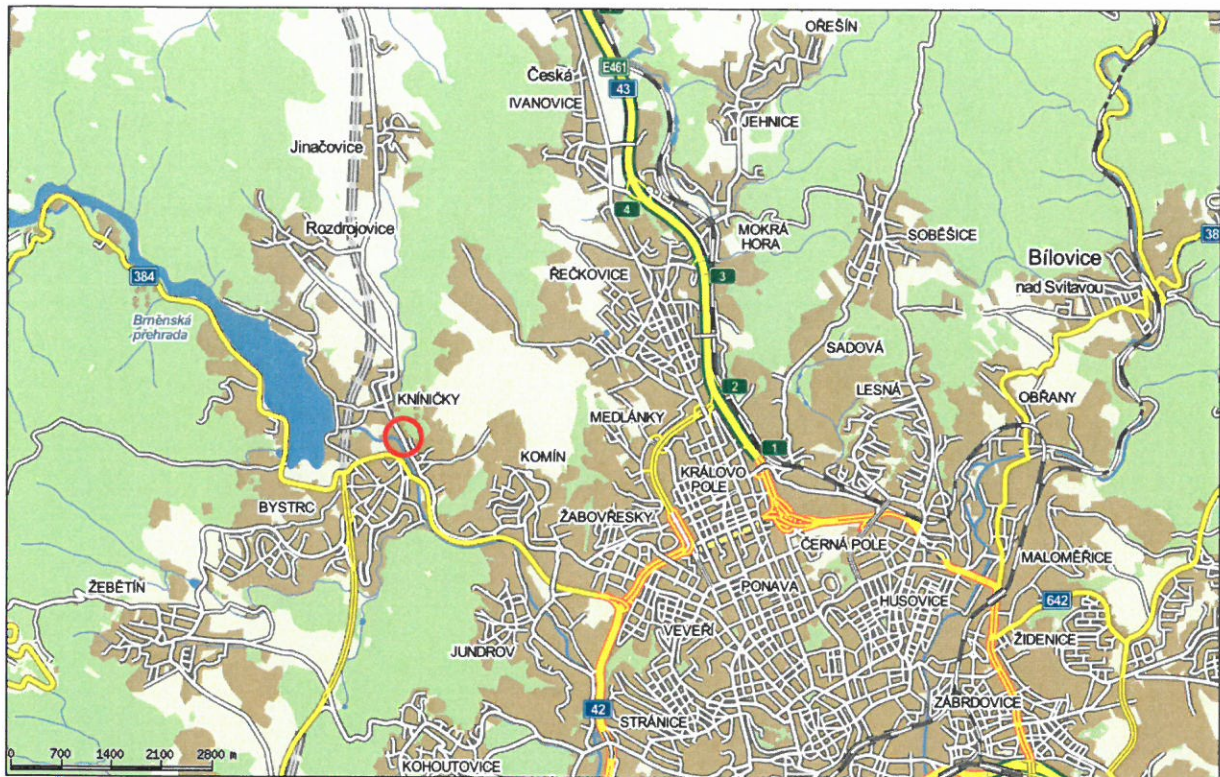 OŘEŠÍN
E461
Česká
43
IVANOVICE
JEHNICE
Jinačovice
4
MOKRÁ
HORA
Rozdrojovice
SOBĚŠICE
38
Bílovice
nad Svitavou
384
ŘEČKOVICE
3
Brněnská
přehrada
SADOVÁ
2
LESNÁ
KNÍNIČKY
OBŘANY
MEDLÁNKY
1
KOMÍN
KRÁLOVO
POLE
BYSTRC
ŽABOVŘESKY
ČERNÁ POLE
MALOMĚŘICE
ŽEBĚTÍN
PONAVA
HUSOVICE
642
VEVEŘÍ
ŽIDENICE
JUNDROV
ZÁBRDOVICE
42
STRÁNICE
KOHOUTOVICE
0 700 1400 2100 2800 m